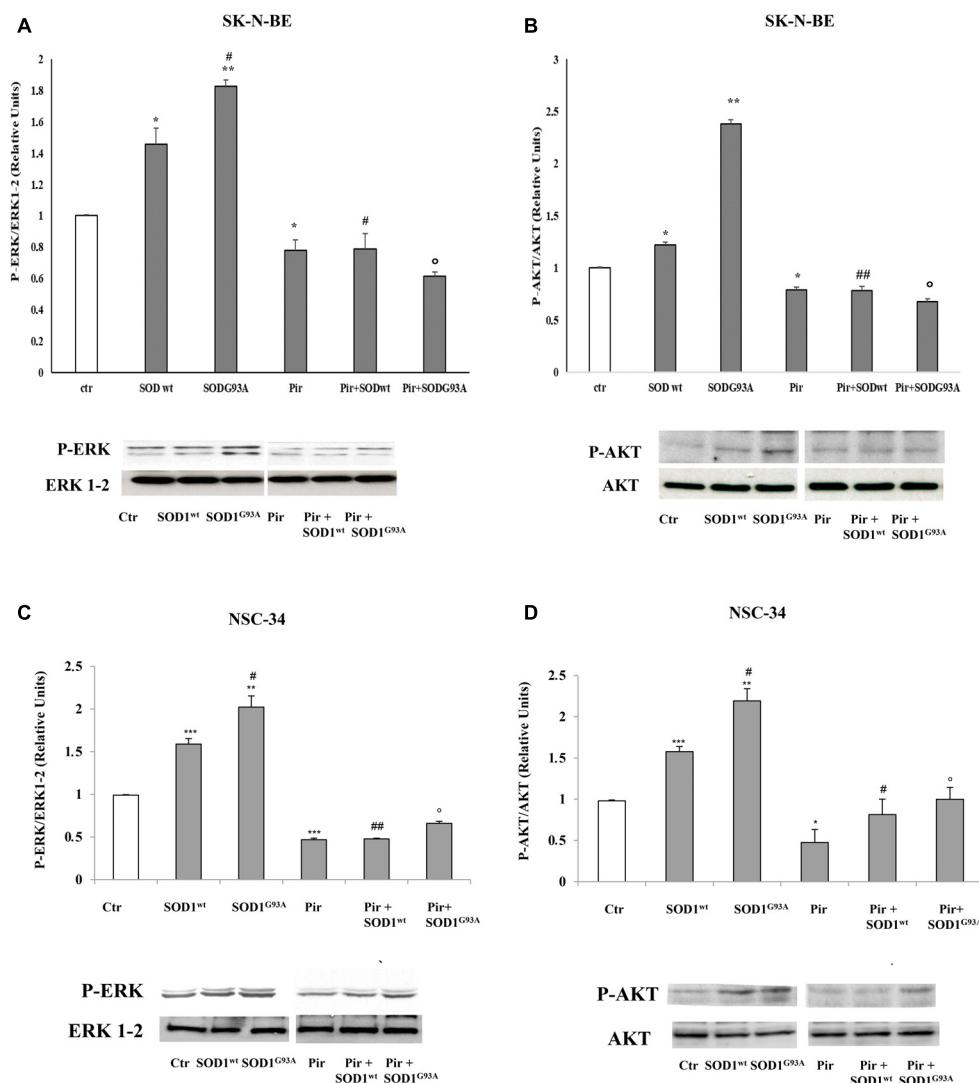 A
SK-N-BE
P-ERK/ERK1-2 (Relative Units)
2
1.8
1.6
1.4
1.2
1
0.8
0.6
0.4
0.2
0
*
#
**
*
#
°
ctr SOD wt SODG93A Pir Pir+SODwt Pir+SODG93A
P-ERK
ERK 1-2
Ctr SOD1wt SOD1G93A Pir Pir + Pir +
SOD1wt SOD1G93A
B
SK-N-BE
P-AKT/AKT (Relative Units)
3
2.5
2
1.5
1
0.5
0
*
**
*
##
°
ctr SOD wt SODG93A Pir Pir+SODwt Pir+SODG93A
P-AKT
AKT
Ctr SOD1wt SOD1G93A Pir Pir + Pir +
SOD1wt SOD1G93A
C
NSC-34
P-ERK/ERK1-2 (Relative Units)
2.5
2
1.5
1
0.5
0
***
#
**
***
##
°
Ctr SOD1wt SOD1G93A Pir Pir + Pir+
SOD1wt SOD1G93A
P-ERK
ERK 1-2
Ctr SOD1wt SOD1G93A Pir Pir + Pir +
SOD1wt SOD1G93A
D
NSC-34
P-AKT/AKT (Relative Units)
2.5
2
1.5
1
0.5
0
***
#
**
*
#
°
Ctr SOD1wt SOD1G93A Pir Pir + Pir+
SOD1wt SOD1G93A
P-AKT
AKT
Ctr SOD1wt SOD1G93A Pir Pir + Pir +
SOD1wt SOD1G93A